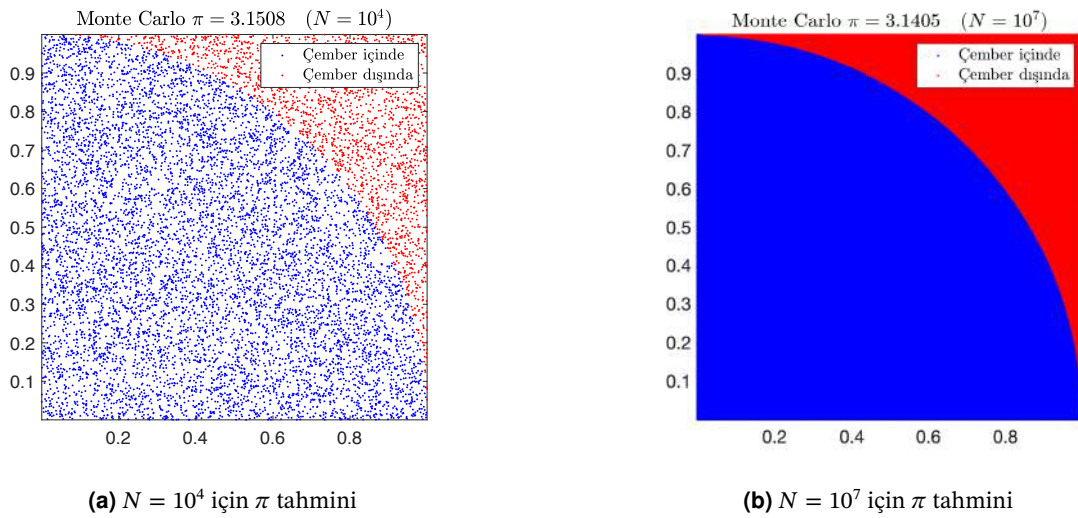 Monte Carlo π = 3.1508 (N = 10⁴)
Çember içinde
Çember dışında
0.9
0.8
0.7
0.6
0.5
0.4
0.3
0.2
0.1
0.2 0.4 0.6 0.8
(a) N = 10⁴ için π tahmini
Monte Carlo π = 3.1405 (N = 10⁷)
Çember içinde
Çember dışında
0.9
0.8
0.7
0.6
0.5
0.4
0.3
0.2
0.1
0.2 0.4 0.6 0.8
(b) N = 10⁷ için π tahmini